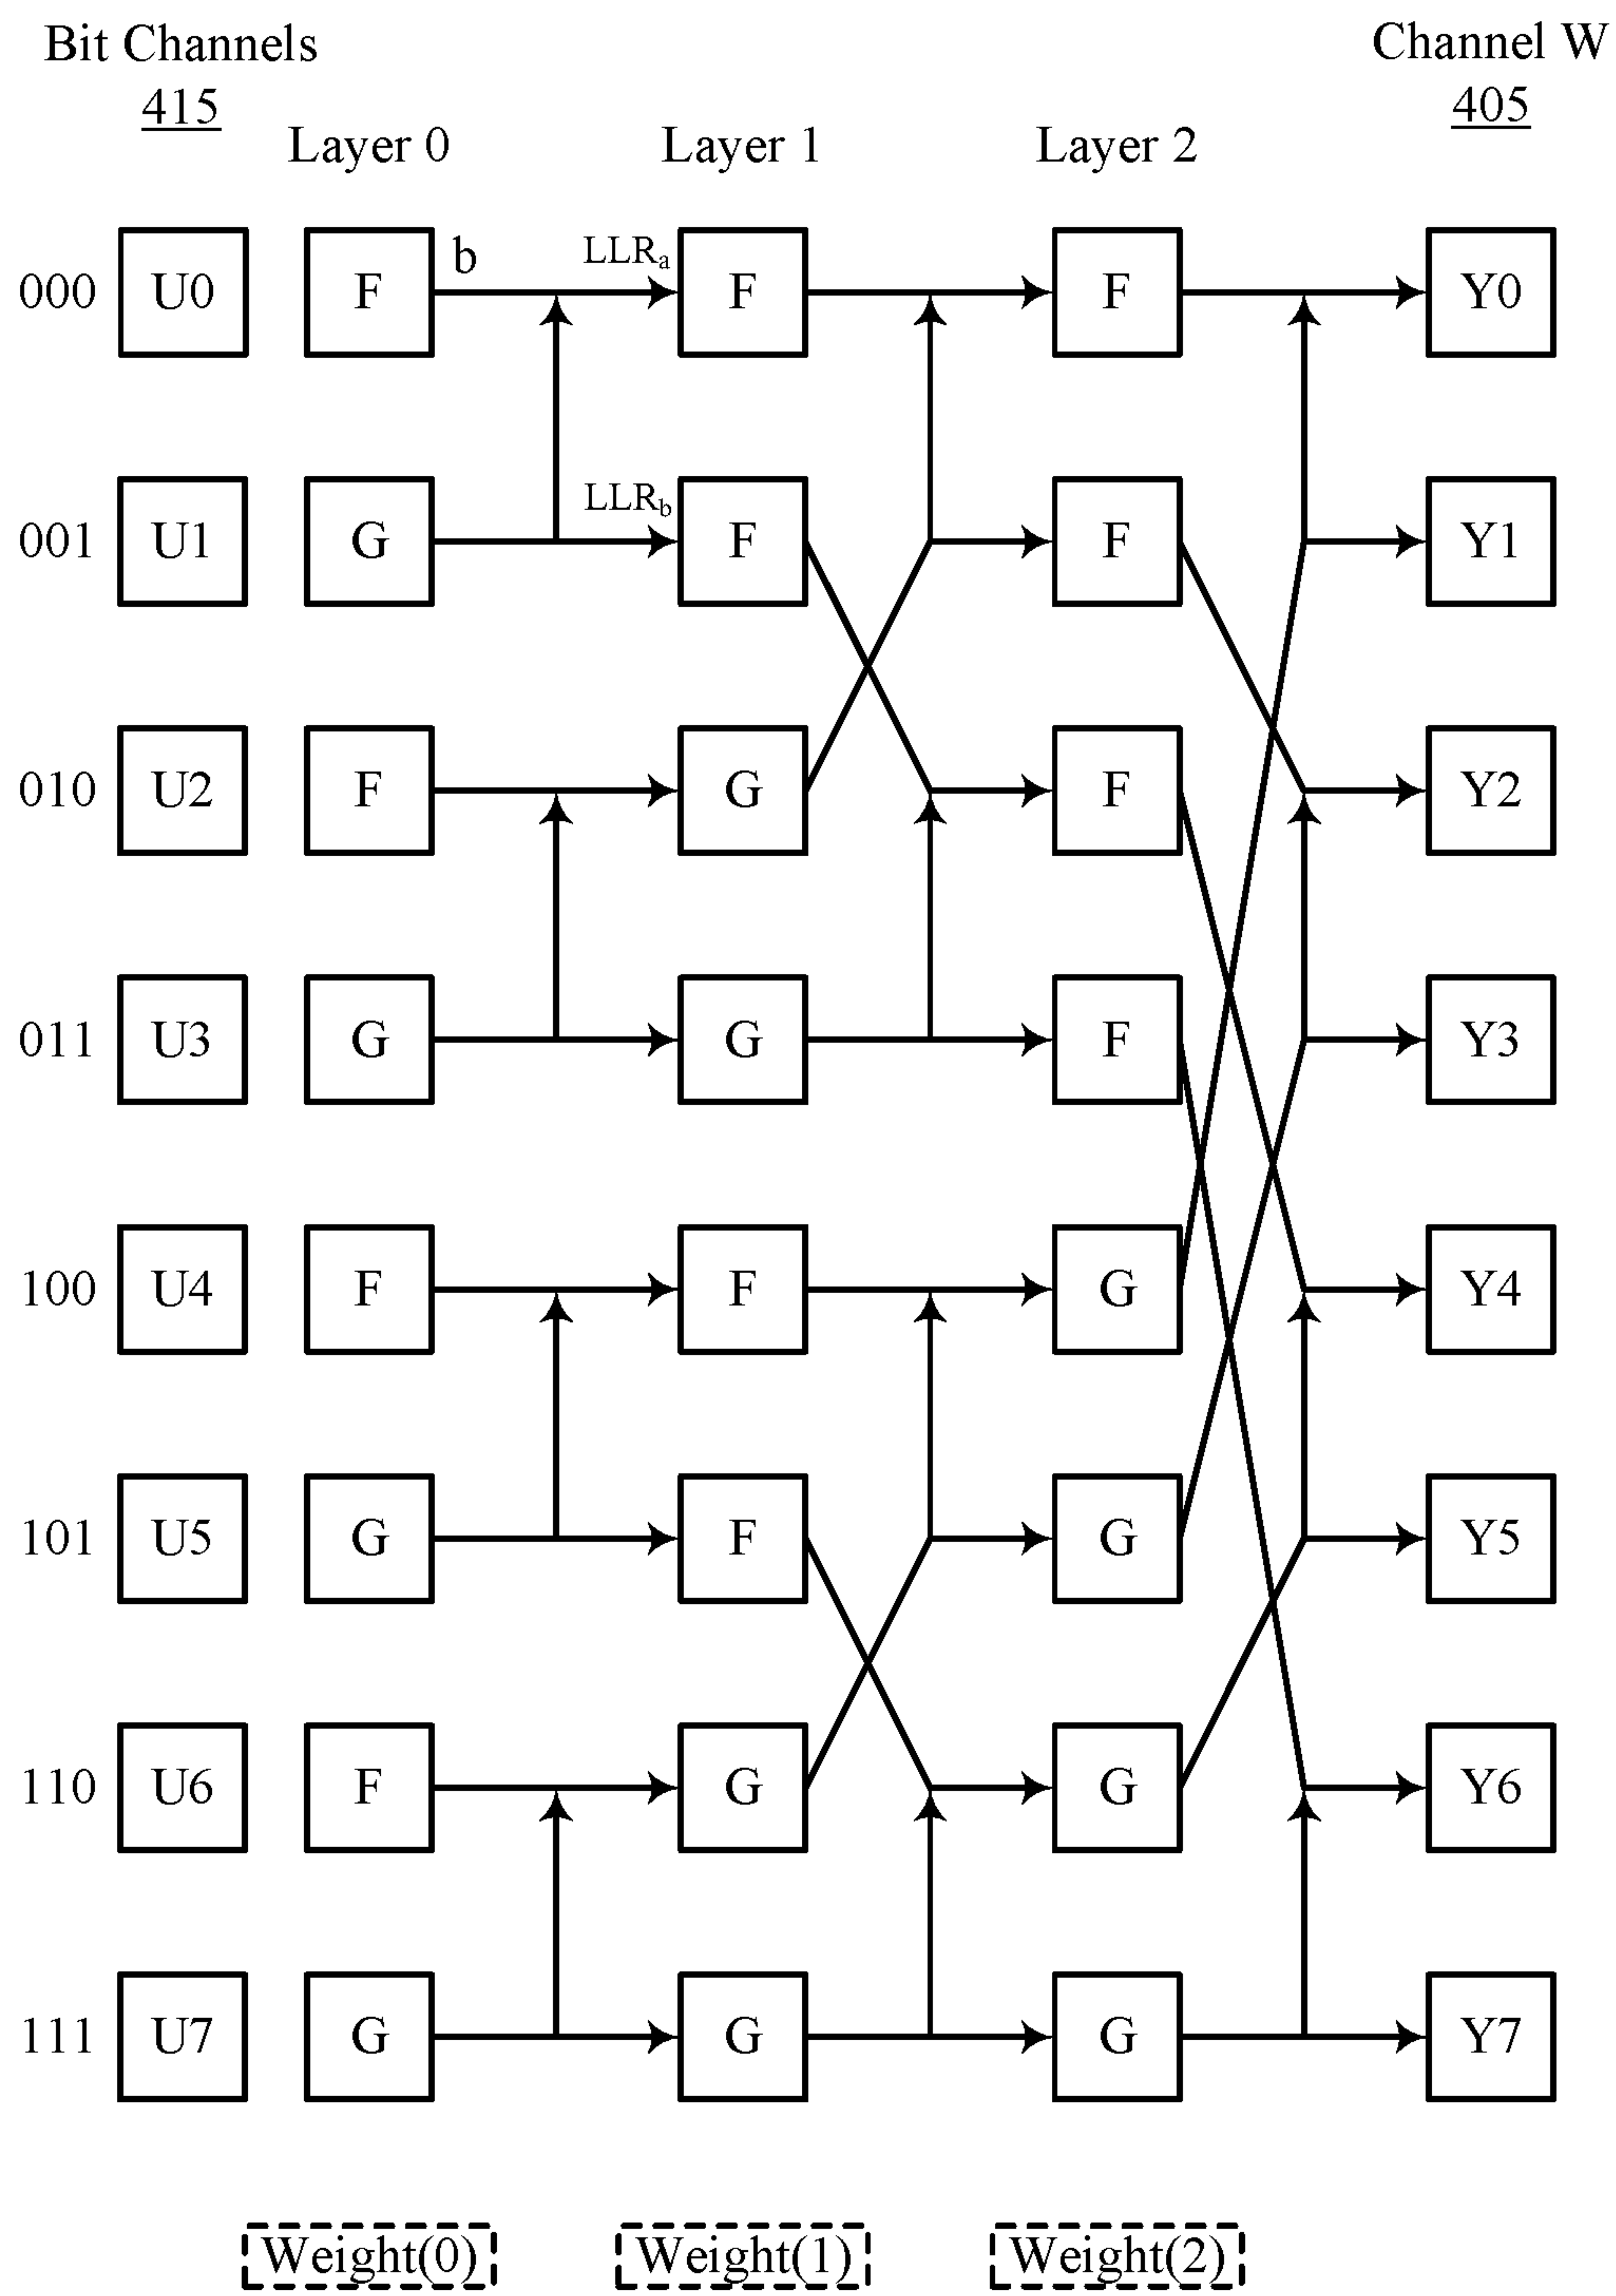 Bit Channels
Channel W
415
405
Layer 0
Layer 1
Layer 2
b
LLRa
000 U0 F F F Y0
LLRb
001 U1 G F F Y1
010 U2 F G F Y2
011 U3 G G F Y3
100 U4 F F G Y4
101 U5 G F G Y5
110 U6 F G G Y6
111 U7 G G G Y7
Weight(0) Weight(1) Weight(2)